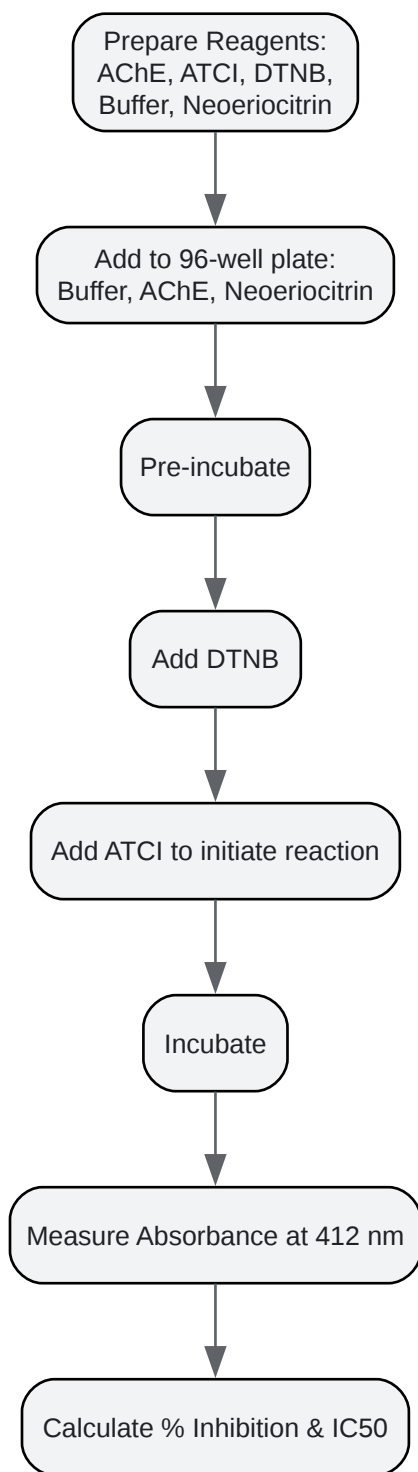 Prepare Reagents:
AChE, ATCI, DTNB,
Buffer, Neoeriocitrin
Add to 96-well plate:
Buffer, AChE, Neoeriocitrin
Pre-incubate
Add DTNB
Add ATCI to initiate reaction
Incubate
Measure Absorbance at 412 nm
Calculate % Inhibition & IC50